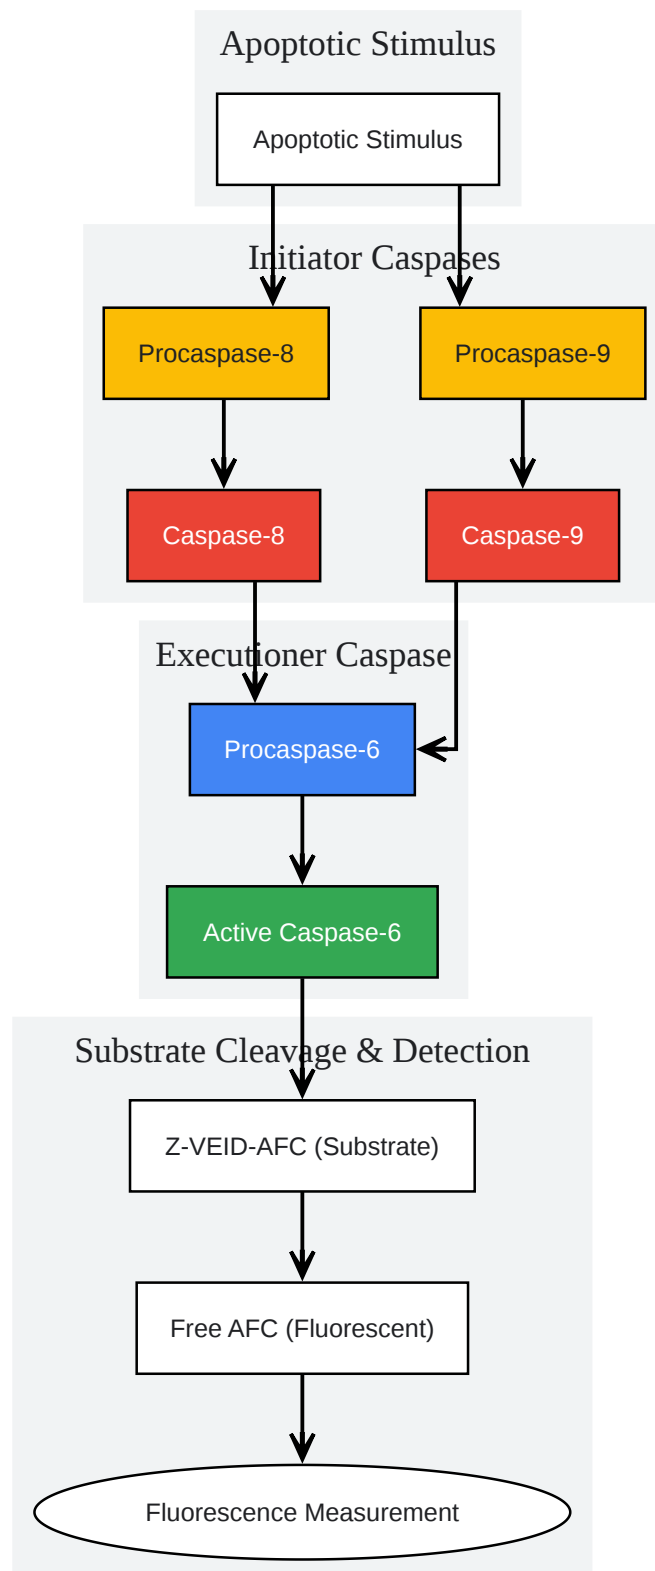 Apoptotic Stimulus
Apoptotic Stimulus
Initiator Caspases
Procaspase-8
Procaspase-9
Caspase-8
Caspase-9
Executioner Caspase
Procaspase-6
Active Caspase-6
Substrate Cleavage & Detection
Z-VEID-AFC (Substrate)
Free AFC (Fluorescent)
Fluorescence Measurement